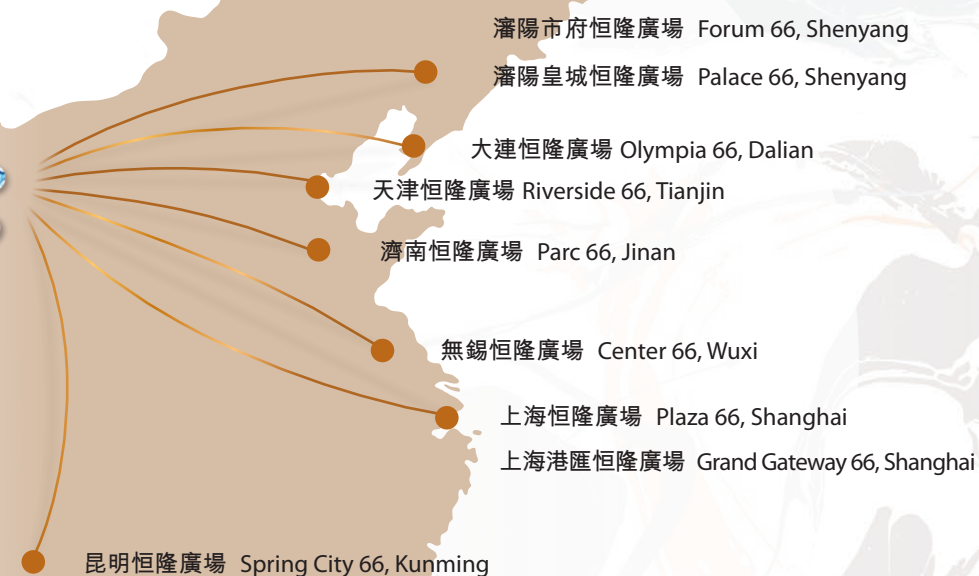 瀋陽市府恒隆廣場 Forum 66, Shenyang
瀋陽皇城恒隆廣場 Palace 66, Shenyang
大連恒隆廣場 Olympia 66, Dalian
天津恒隆廣場 Riverside 66, Tianjin
濟南恒隆廣場 Parc 66, Jinan
無錫恒隆廣場 Center 66, Wuxi
上海恒隆廣場 Plaza 66, Shanghai
上海港匯恒隆廣場 Grand Gateway 66, Shanghai
昆明恒隆廣場 Spring City 66, Kunming